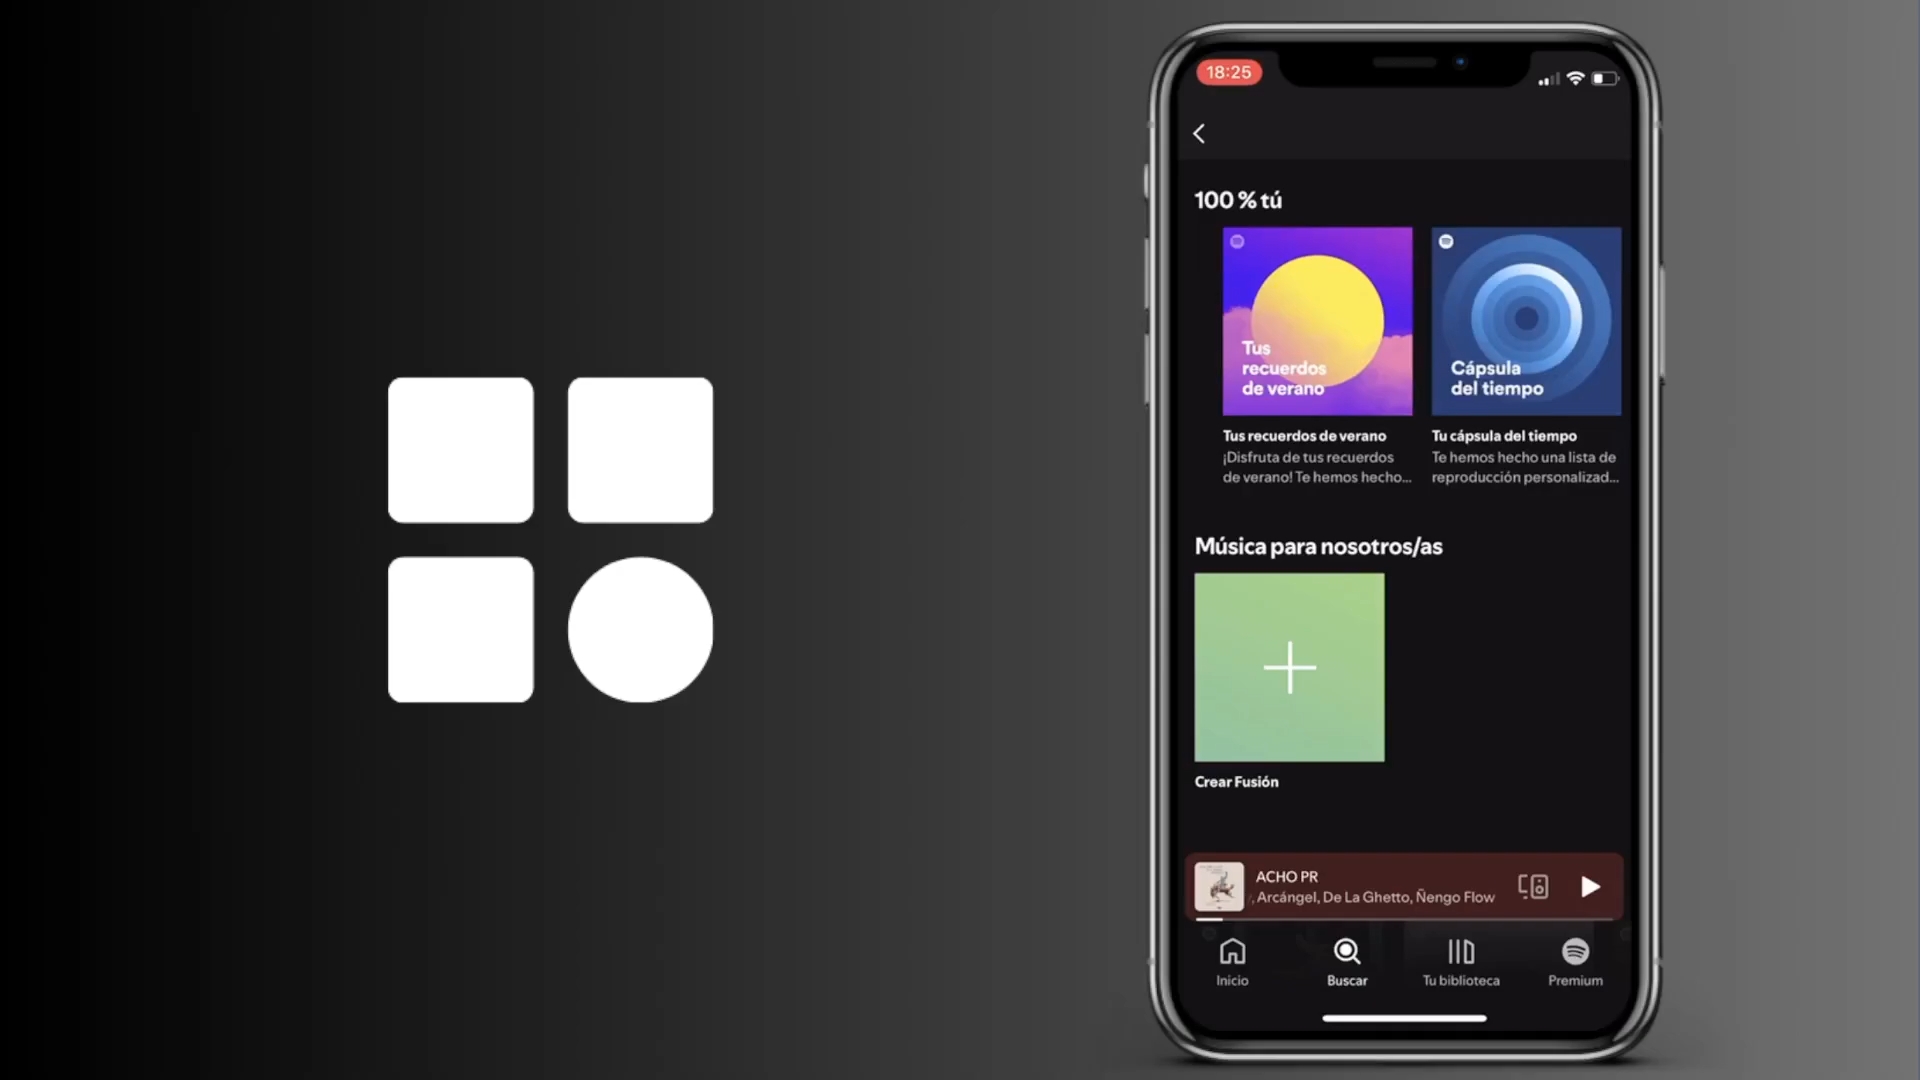 18:25
100 % tú
Tus
recuerdos
de verano
Cápsula
del tiempo
Tus recuerdos de verano
¡Disfruta de tus recuerdos
de verano! Te hemos hecho...
Tu cápsula del tiempo
Te hemos hecho una lista de
reproducción personalizad...
Música para nosotros/as
Crear Fusión
ACHO PR
, Arcángel, De La Ghetto, Ñengo Flow
Inicio
Buscar
Tu biblioteca
Premium